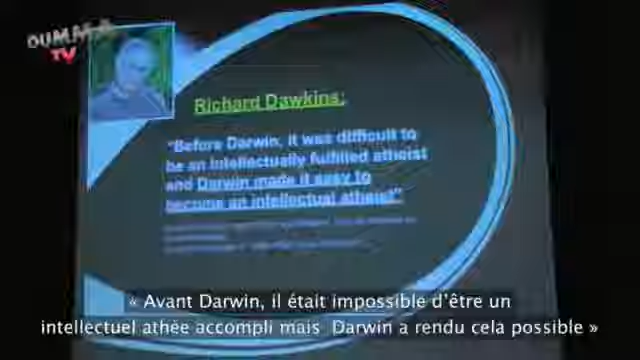 OUMMA
TV
Richard Dawkins:
"Before Darwin, it was difficult to
be an intellectually fulfilled atheist
and Darwin made it easy to
become an intellectual atheist"
« Avant Darwin, il était impossible d'être un
intellectuel athée accompli mais Darwin a rendu cela possible »